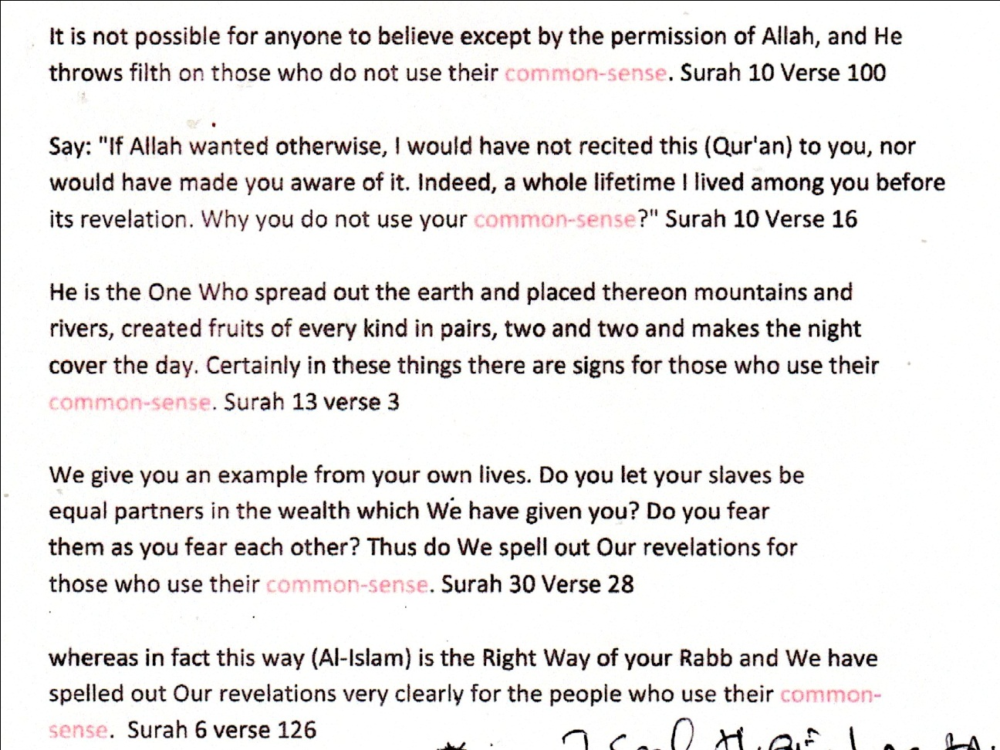 It is not possible for anyone to believe except by the permission of Allah, and He
throws filth on those who do not use their common-sense. Surah 10 Verse 100
Say: "If Allah wanted otherwise, I would have not recited this (Qur'an) to you, nor
would have made you aware of it. Indeed, a whole lifetime I lived among you before
its revelation. Why you do not use your common-sense?" Surah 10 Verse 16
He is the One Who spread out the earth and placed thereon mountains and
rivers, created fruits of every kind in pairs, two and two and makes the night
cover the day. Certainly in these things there are signs for those who use their
common-sense. Surah 13 verse 3
We give you an example from your own lives. Do you let your slaves be
equal partners in the wealth which We have given you? Do you fear
them as you fear each other? Thus do We spell out Our revelations for
those who use their common-sense. Surah 30 Verse 28
whereas in fact this way (Al-Islam) is the Right Way of your Rabb and We have
spelled out Our revelations very clearly for the people who use their common-
sense. Surah 6 verse 126